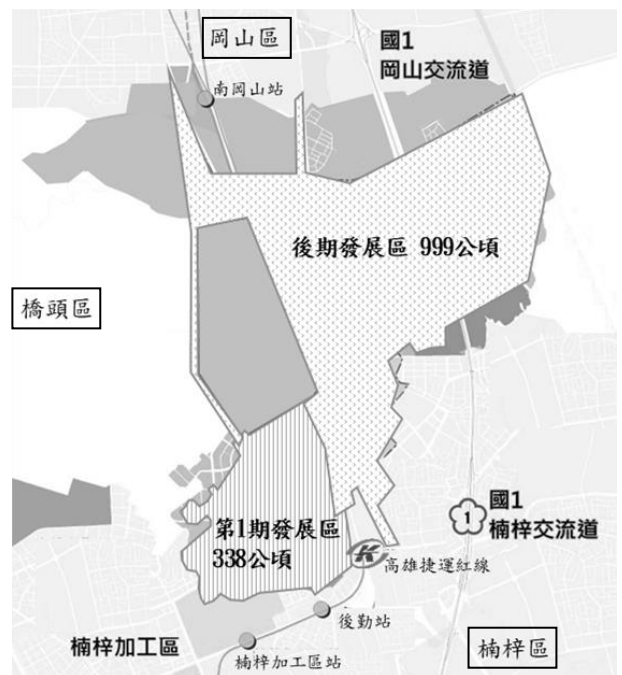 岡山區
國1
岡山交流道
南岡山站
後期發展區 999公頃
橋頭區
第1期發展區
338公頃
1
國1
楠梓交流道
K
高雄捷運紅線
後勤站
楠梓加工區
楠梓加工區站
楠梓區